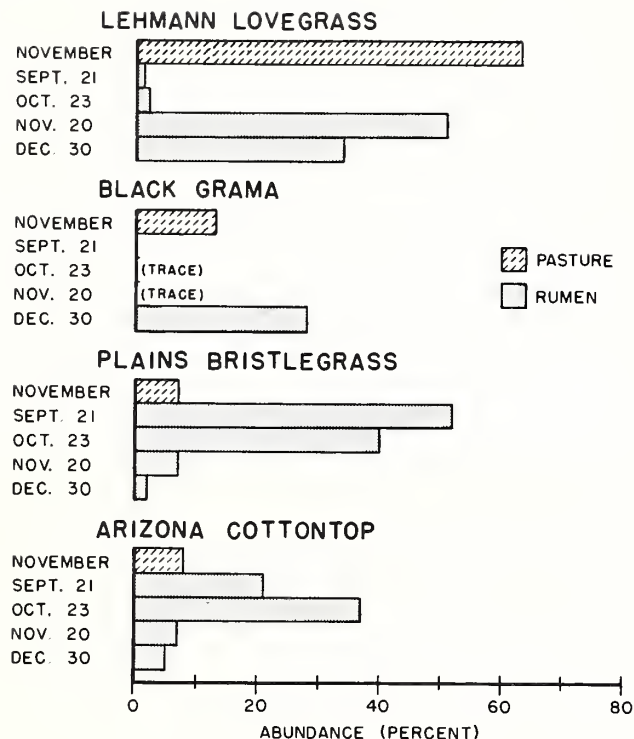 LEHMANN LOVEGRASS
NOVEMBER
SEPT. 21
OCT. 23
NOV. 20
DEC. 30
BLACK GRAMA
NOVEMBER
SEPT. 21
OCT. 23 (TRACE)
NOV. 20 (TRACE)
DEC. 30
PASTURE
RUMEN
PLAINS BRISTLEGRASS
NOVEMBER
SEPT. 21
OCT. 23
NOV. 20
DEC. 30
ARIZONA COTTONTOP
NOVEMBER
SEPT. 21
OCT. 23
NOV. 20
DEC. 30
0 20 40 60 80
ABUNDANCE (PERCENT)